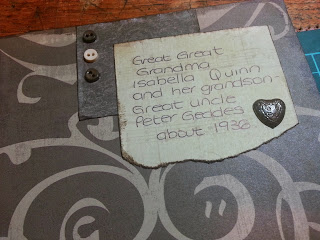 Great Great
Grandma
Isabella Quinn
and her grandson -
Great uncle
Peter Geddes
about 1936